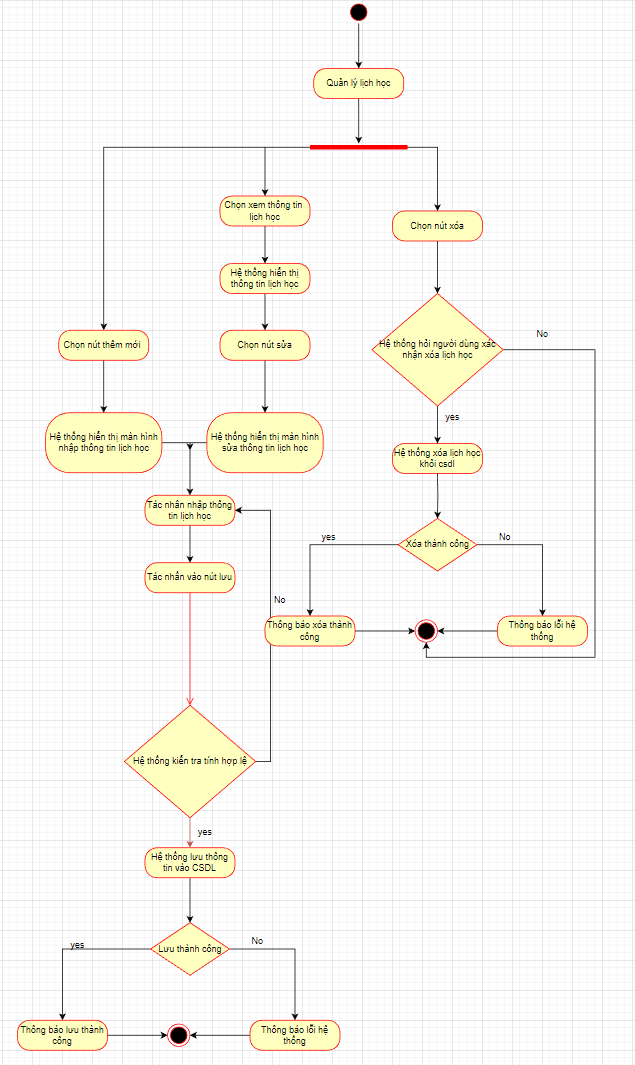 Quản lý lịch học
Chọn xem thông tin
lịch học
Chọn nút xóa
Hệ thống hiển thị
thông tin lịch học
Chọn nút thêm mới
Chọn nút sửa
Hệ thống hỏi người dùng xác
nhận xóa lịch học
No
yes
Hệ thống hiển thị màn hình
nhập thông tin lịch học
Hệ thống hiển thị màn hình
sửa thông tin lịch học
Hệ thống xóa lịch học
khỏi csdl
Tác nhân nhập thông
tin lịch học
yes
Xóa thành công
No
Tác nhấn vào nút lưu
No
Thông báo xóa thành
công
Thông báo lỗi hệ
thống
Hệ thống kiến tra tính hợp lệ
yes
Hệ thống lưu thông
tin vào CSDL
yes
Lưu thành công
No
Thông báo lưu thành
công
Thông báo lỗi hệ
thống